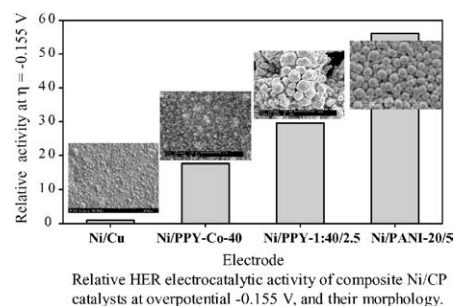 Relative activity at η = -0.155 V
60
50
40
30
20
10
0
Ni/Cu Ni/PPY-Co-40 Ni/PPY-1:40/2.5 Ni/PANI-20/5
Electrode
Relative HER electrocatalytic activity of composite Ni/CP
catalysts at overpotential -0.155 V, and their morphology.